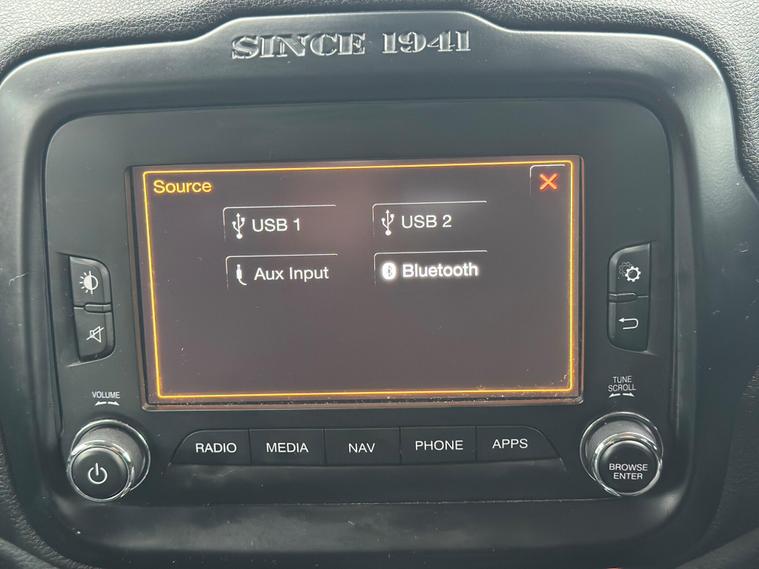 SINCE 1941
Source
USB 1
USB 2
Aux Input
Bluetooth
VOLUME
TUNE
SCROLL
RADIO
MEDIA
NAV
PHONE
APPS
BROWSE
ENTER